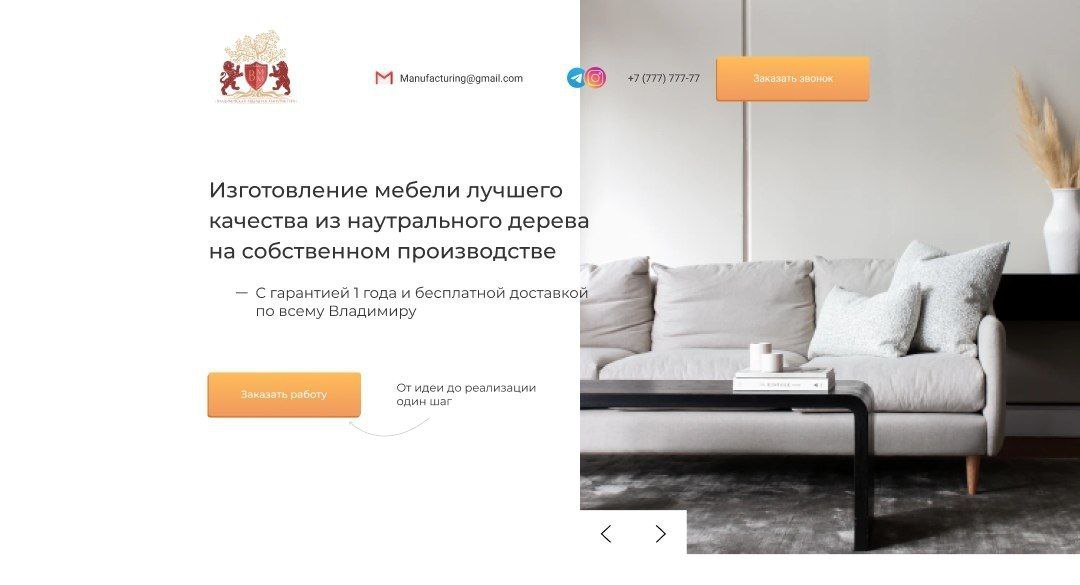 ВМ
Manufacturing@gmail.com
+7 (777) 777-77
Заказать звонок
Изготовление мебели лучшего
качества из наутрального дерева
на собственном производстве
— С гарантией 1 года и бесплатной доставкой
по всему Владимиру
Заказать работу
От идеи до реализации
один шаг